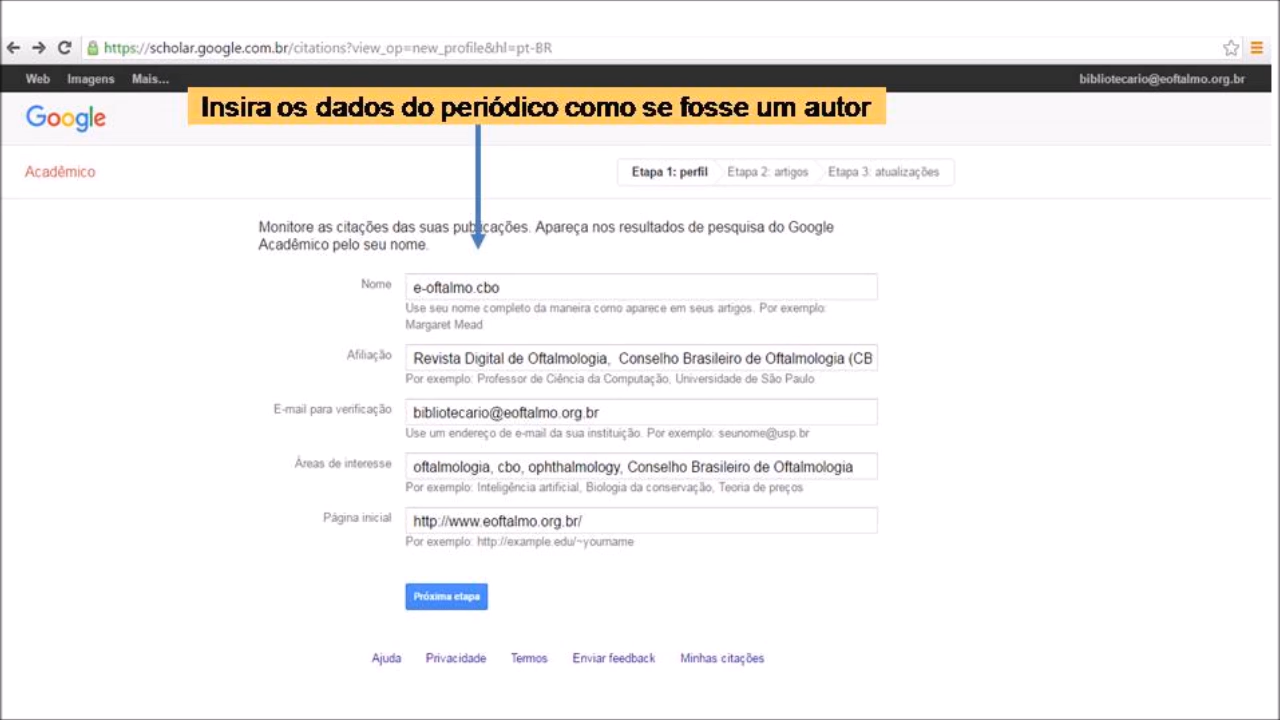 https://scholar.google.com.br/citations?view_op=new_profile&hl=pt-BR
Web Imagens Mais... bibliotecario@eoftalmo.org.br
Insira os dados do periódico como se fosse um autor
Google
Acadêmico Etapa 1: perfil Etapa 2: artigos Etapa 3: atualizações
Monitore as citações das suas publicações. Apareça nos resultados de pesquisa do Google
Acadêmico pelo seu nome.
Nome e-oftalmo.cbo
Use seu nome completo da maneira como aparece em seus artigos. Por exemplo:
Margaret Mead
Afiliação Revista Digital de Oftalmologia, Conselho Brasileiro de Oftalmologia (CB
Por exemplo: Professor de Ciência da Computação, Universidade de São Paulo
E-mail para verificação bibliotecario@eoftalmo.org.br
Use um endereço de e-mail da sua instituição. Por exemplo: seunome@usp.br
Áreas de interesse oftalmologia, cbo, ophthalmology, Conselho Brasileiro de Oftalmologia
Por exemplo: Inteligência artificial, Biologia da conservação, Teoria de preços
Página inicial http://www.eoftalmo.org.br/
Por exemplo: http://example.edu/~yourname
Próxima etapa
Ajuda Privacidade Termos Enviar feedback Minhas citações